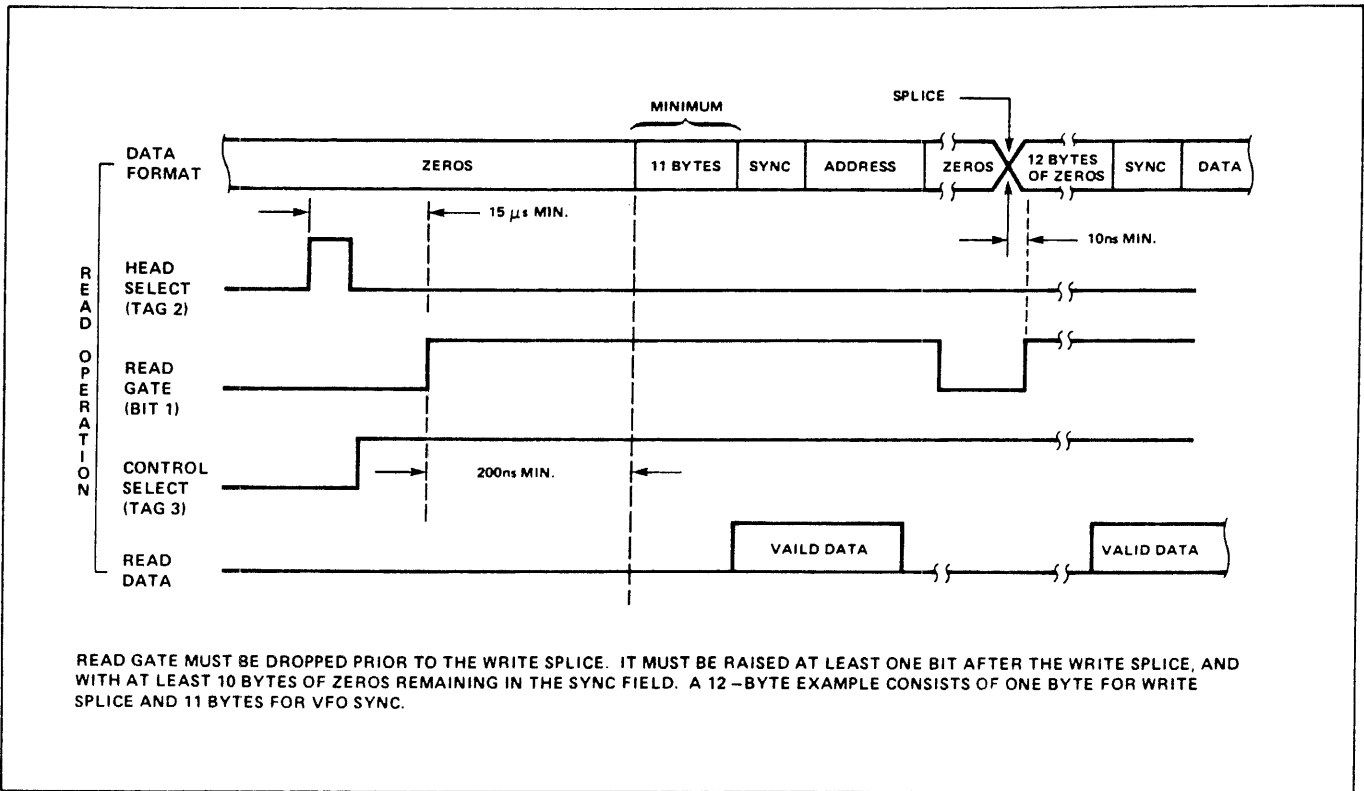 SPLICE
MINIMUM
DATA
FORMAT
ZEROS
11 BYTES
SYNC
ADDRESS
ZEROS
12 BYTES
OF ZEROS
SYNC
DATA
15 μs MIN.
10ns MIN.
READ OPERATION
HEAD
SELECT
(TAG 2)
READ
GATE
(BIT 1)
CONTROL
SELECT
(TAG 3)
200ns MIN.
READ
DATA
VAILD DATA
VALID DATA
READ GATE MUST BE DROPPED PRIOR TO THE WRITE SPLICE. IT MUST BE RAISED AT LEAST ONE BIT AFTER THE WRITE SPLICE, AND
WITH AT LEAST 10 BYTES OF ZEROS REMAINING IN THE SYNC FIELD. A 12 –BYTE EXAMPLE CONSISTS OF ONE BYTE FOR WRITE
SPLICE AND 11 BYTES FOR VFO SYNC.